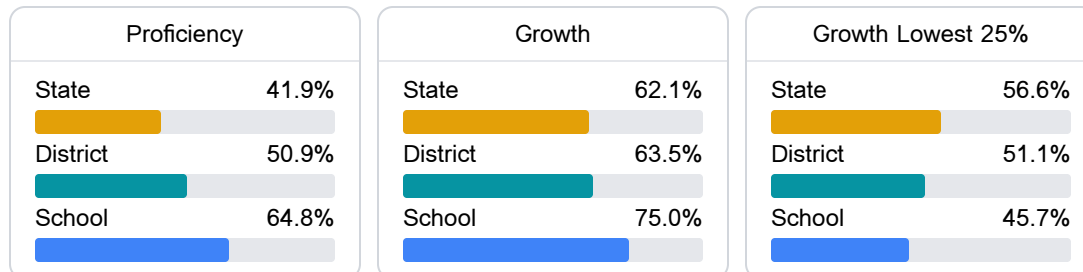 Proficiency
State 41.9%
District 50.9%
School 64.8%
Growth
State 62.1%
District 63.5%
School 75.0%
Growth Lowest 25%
State 56.6%
District 51.1%
School 45.7%